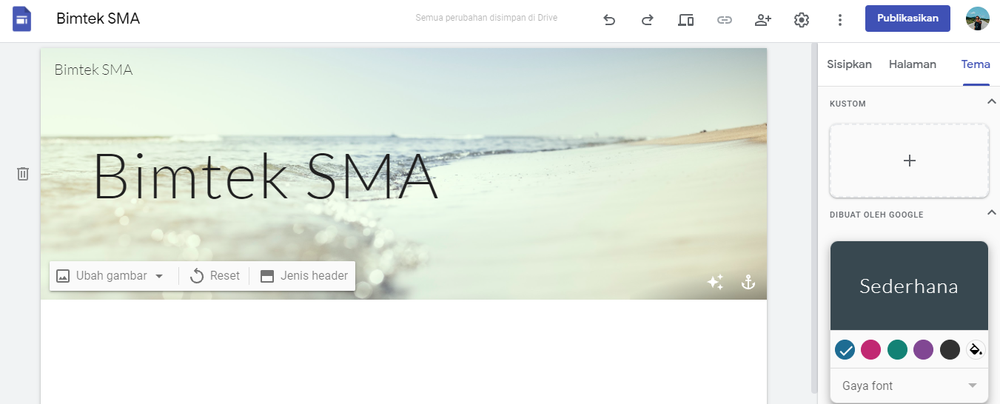 Bimtek SMA
Semua perubahan disimpan di Drive
Publikasikan
Bimtek SMA
Bimtek SMA
Ubah gambar
Reset
Jenis header
Sisipkan
Halaman
Tema
KUSTOM
DIBUAT OLEH GOOGLE
Sederhana
Gaya font